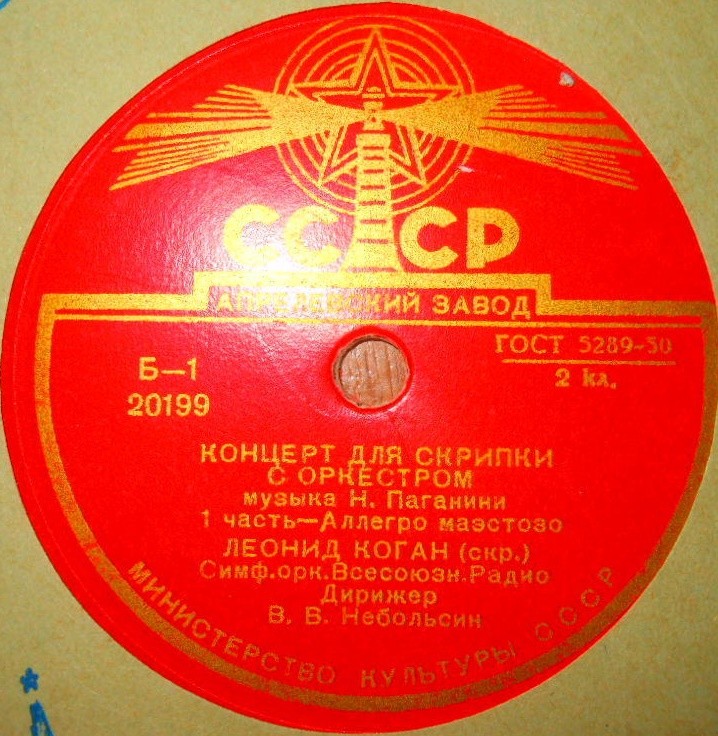 СССР
АПРЕЛЕВСКИЙ ЗАВОД
ГОСТ 5289-50
2 кл.
Б—1
20199
КОНЦЕРТ ДЛЯ СКРИПКИ
С ОРКЕСТРОМ
музыка Н. Паганини
1 часть—Аллегро маэстозо
ЛЕОНИД КОГАН (скр.)
Симф.орк.Всесоюзн.Радио
Дирижер
В. В. Небольсин
МИНИСТЕРСТВО КУЛЬТУРЫ СССР